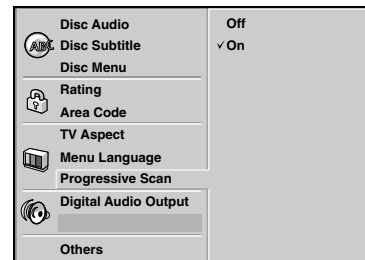 Disc Audio
Off
ABC
Disc Subtitle
✓ On
Disc Menu
Rating
Area Code
TV Aspect
Menu Language
Progressive Scan
Digital Audio Output
Others